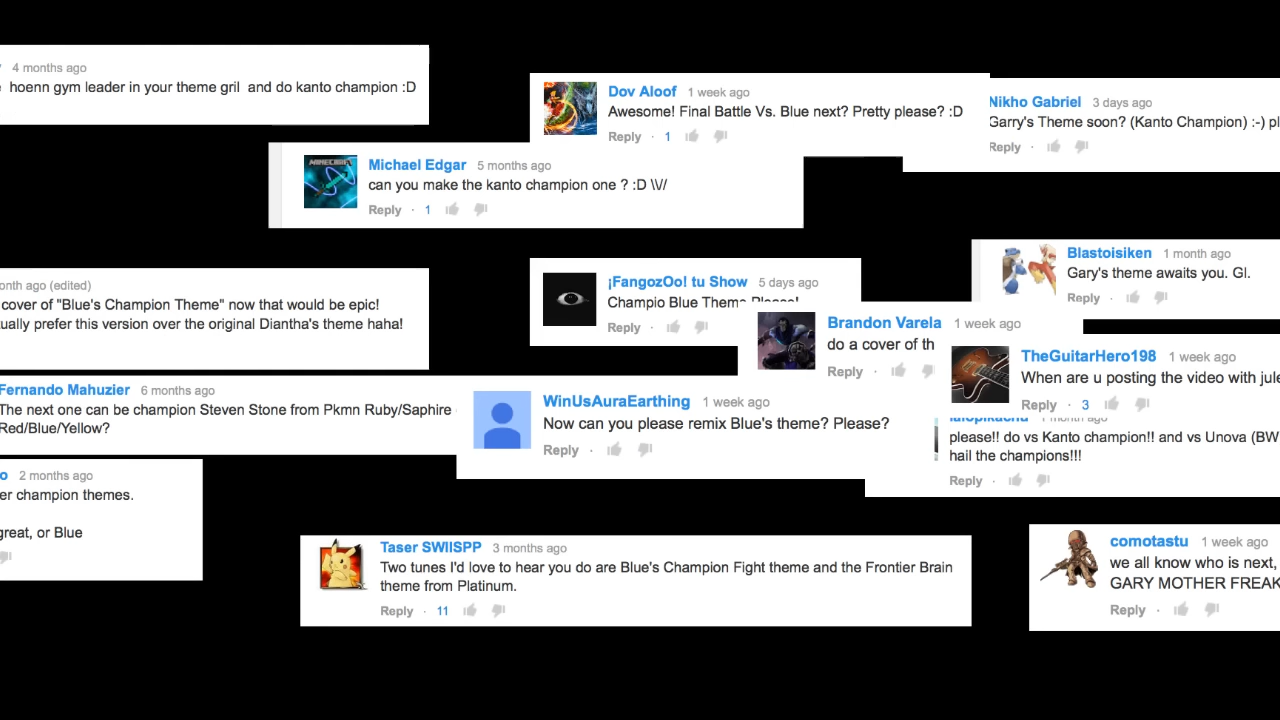 4 months ago
hoenn gym leader in your theme gril and do kanto champion :D
Dov Aloof 1 week ago
Awesome! Final Battle Vs. Blue next? Pretty please? :D
Reply · 1
Nikho Gabriel 3 days ago
Garry's Theme soon? (Kanto Champion) :-)
Reply ·
Michael Edgar 5 months ago
can you make the kanto champion one ? :D \\//
Reply · 1
(edited)
cover of "Blue's Champion Theme" now that would be epic!
prefer this version over the original Diantha's theme haha!
¡FangozOo! tu Show 5 days ago
Champio Blue Theme Please!
Reply ·
Blastoisiken 1 month ago
Gary's theme awaits you. Gl.
Reply ·
Brandon Varela 1 week ago
do a cover of th
Reply ·
TheGuitarHero198 1 week ago
When are u posting the video with
Reply · 3
Fernando Mahuzier 6 months ago
The next one can be champion Steven Stone from Pkmn Ruby/Saphire
Red/Blue/Yellow?
WinUsAuraEarthing 1 week ago
Now can you please remix Blue's theme? Please?
Reply ·
1 month ago
please!! do vs Kanto champion!! and vs Unova (BW
hail the champions!!!
Reply ·
2 months ago
champion themes.
great, or Blue
Taser SWIISPP 3 months ago
Two tunes I'd love to hear you do are Blue's Champion Fight theme and the Frontier Brain
theme from Platinum.
Reply · 11
comotastu 1 week ago
we all know who is next,
GARY MOTHER FREAK
Reply ·